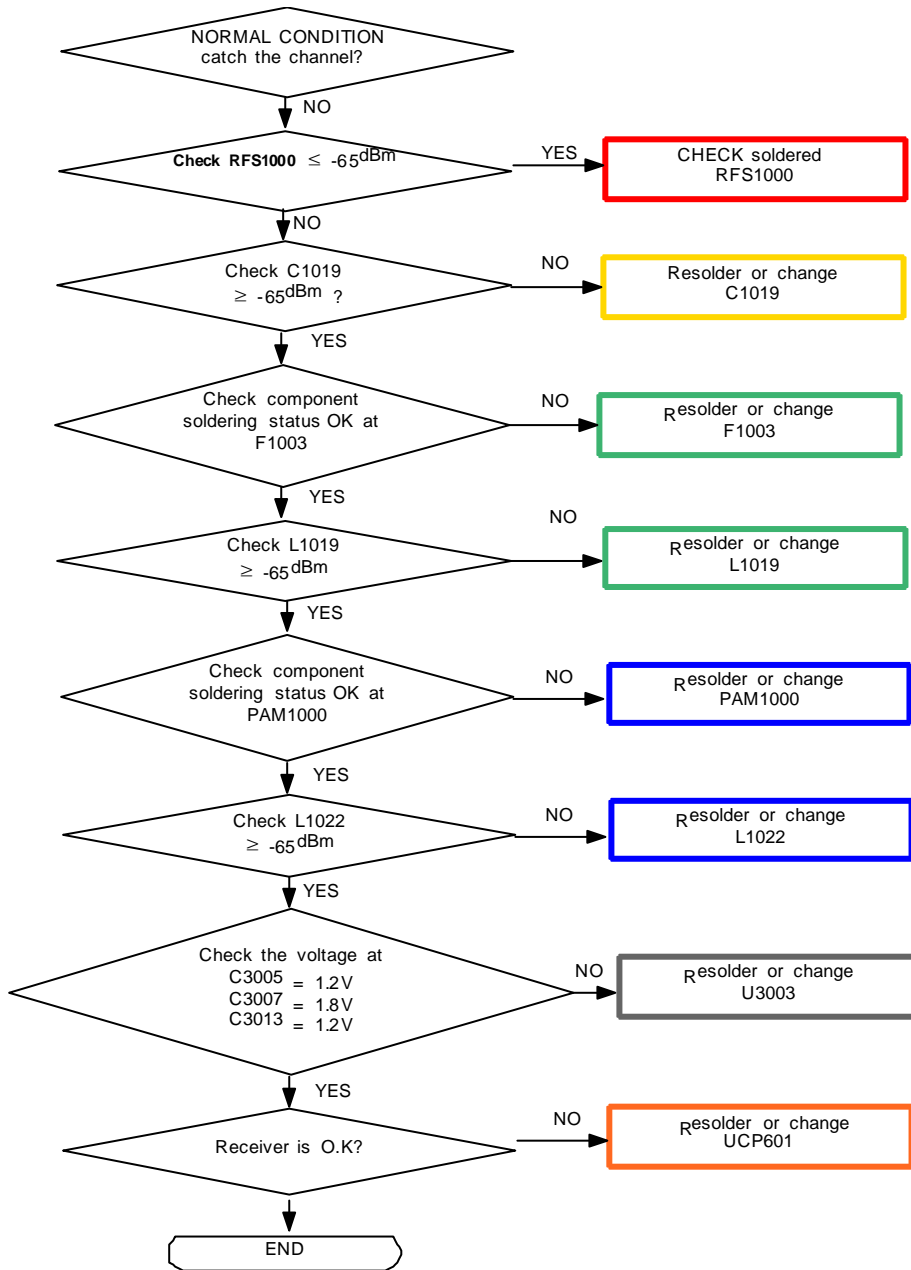 NORMAL CONDITION
catch the channel?
NO
Check RFS1000 ≤ -65dBm
YES
CHECK soldered
RFS1000
NO
Check C1019
≥ -65dBm ?
NO
Resolder or change
C1019
YES
Check component
soldering status OK at
F1003
NO
Resolder or change
F1003
YES
Check L1019
≥ -65dBm
NO
Resolder or change
L1019
YES
Check component
soldering status OK at
PAM1000
NO
Resolder or change
PAM1000
YES
Check L1022
≥ -65dBm
NO
Resolder or change
L1022
YES
Check the voltage at
C3005 = 1.2V
C3007 = 1.8V
C3013 = 1.2V
NO
Resolder or change
U3003
YES
Receiver is O.K?
NO
Resolder or change
UCP601
END